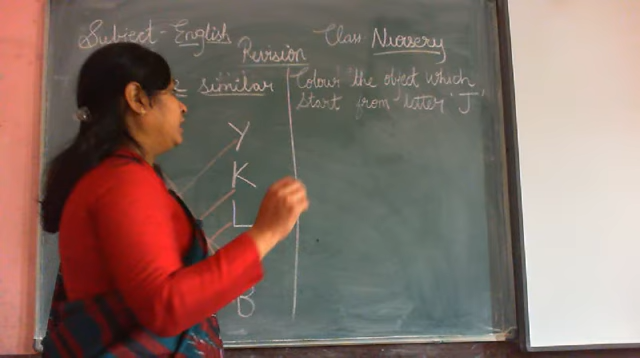 Subject - English
Class Nursery
Revision
similar
Y
K
L
B
Colour the object which
start from letter 'J'